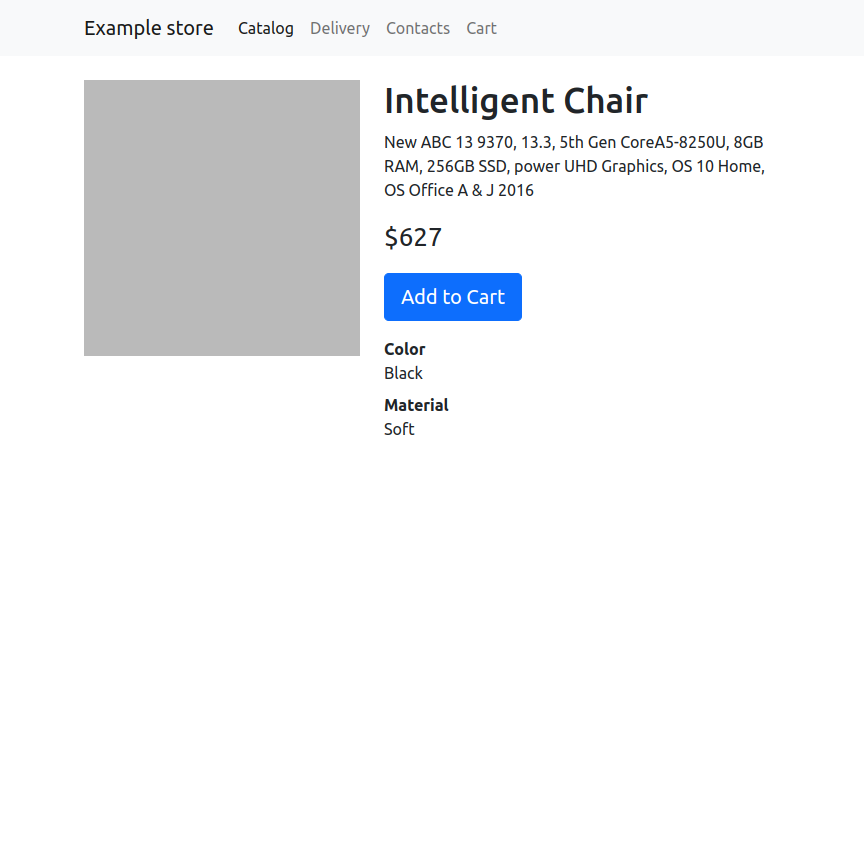 Example store Catalog Delivery Contacts Cart
Intelligent Chair
New ABC 13 9370, 13.3, 5th Gen CoreA5-8250U, 8GB
RAM, 256GB SSD, power UHD Graphics, OS 10 Home,
OS Office A & J 2016
$627
Add to Cart
Color
Black
Material
Soft